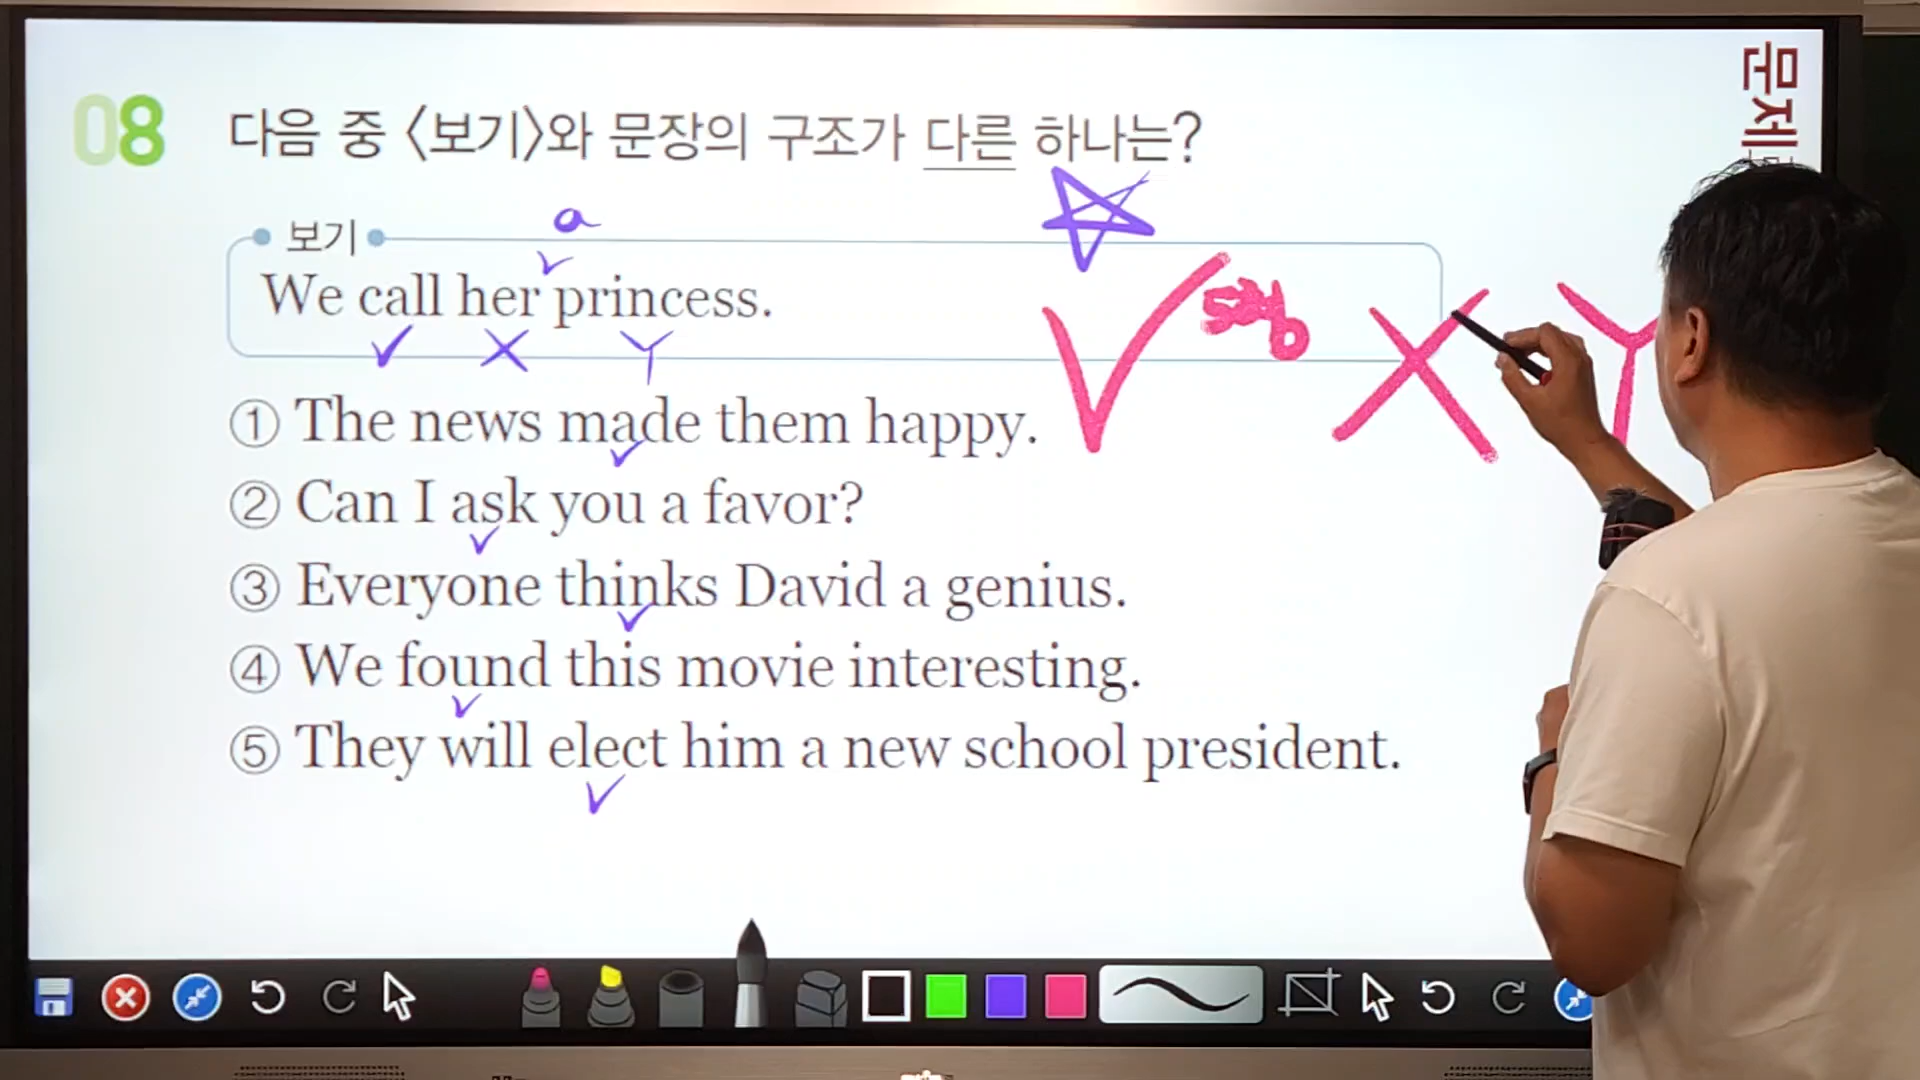 문제
08 다음 중 〈보기〉와 문장의 구조가 다른 하나는?
보기
a
We call her princess.
X Y
① The news made them happy.
X Y
② Can I ask you a favor?
③ Everyone thinks David a genius.
④ We found this movie interesting.
⑤ They will elect him a new school president.